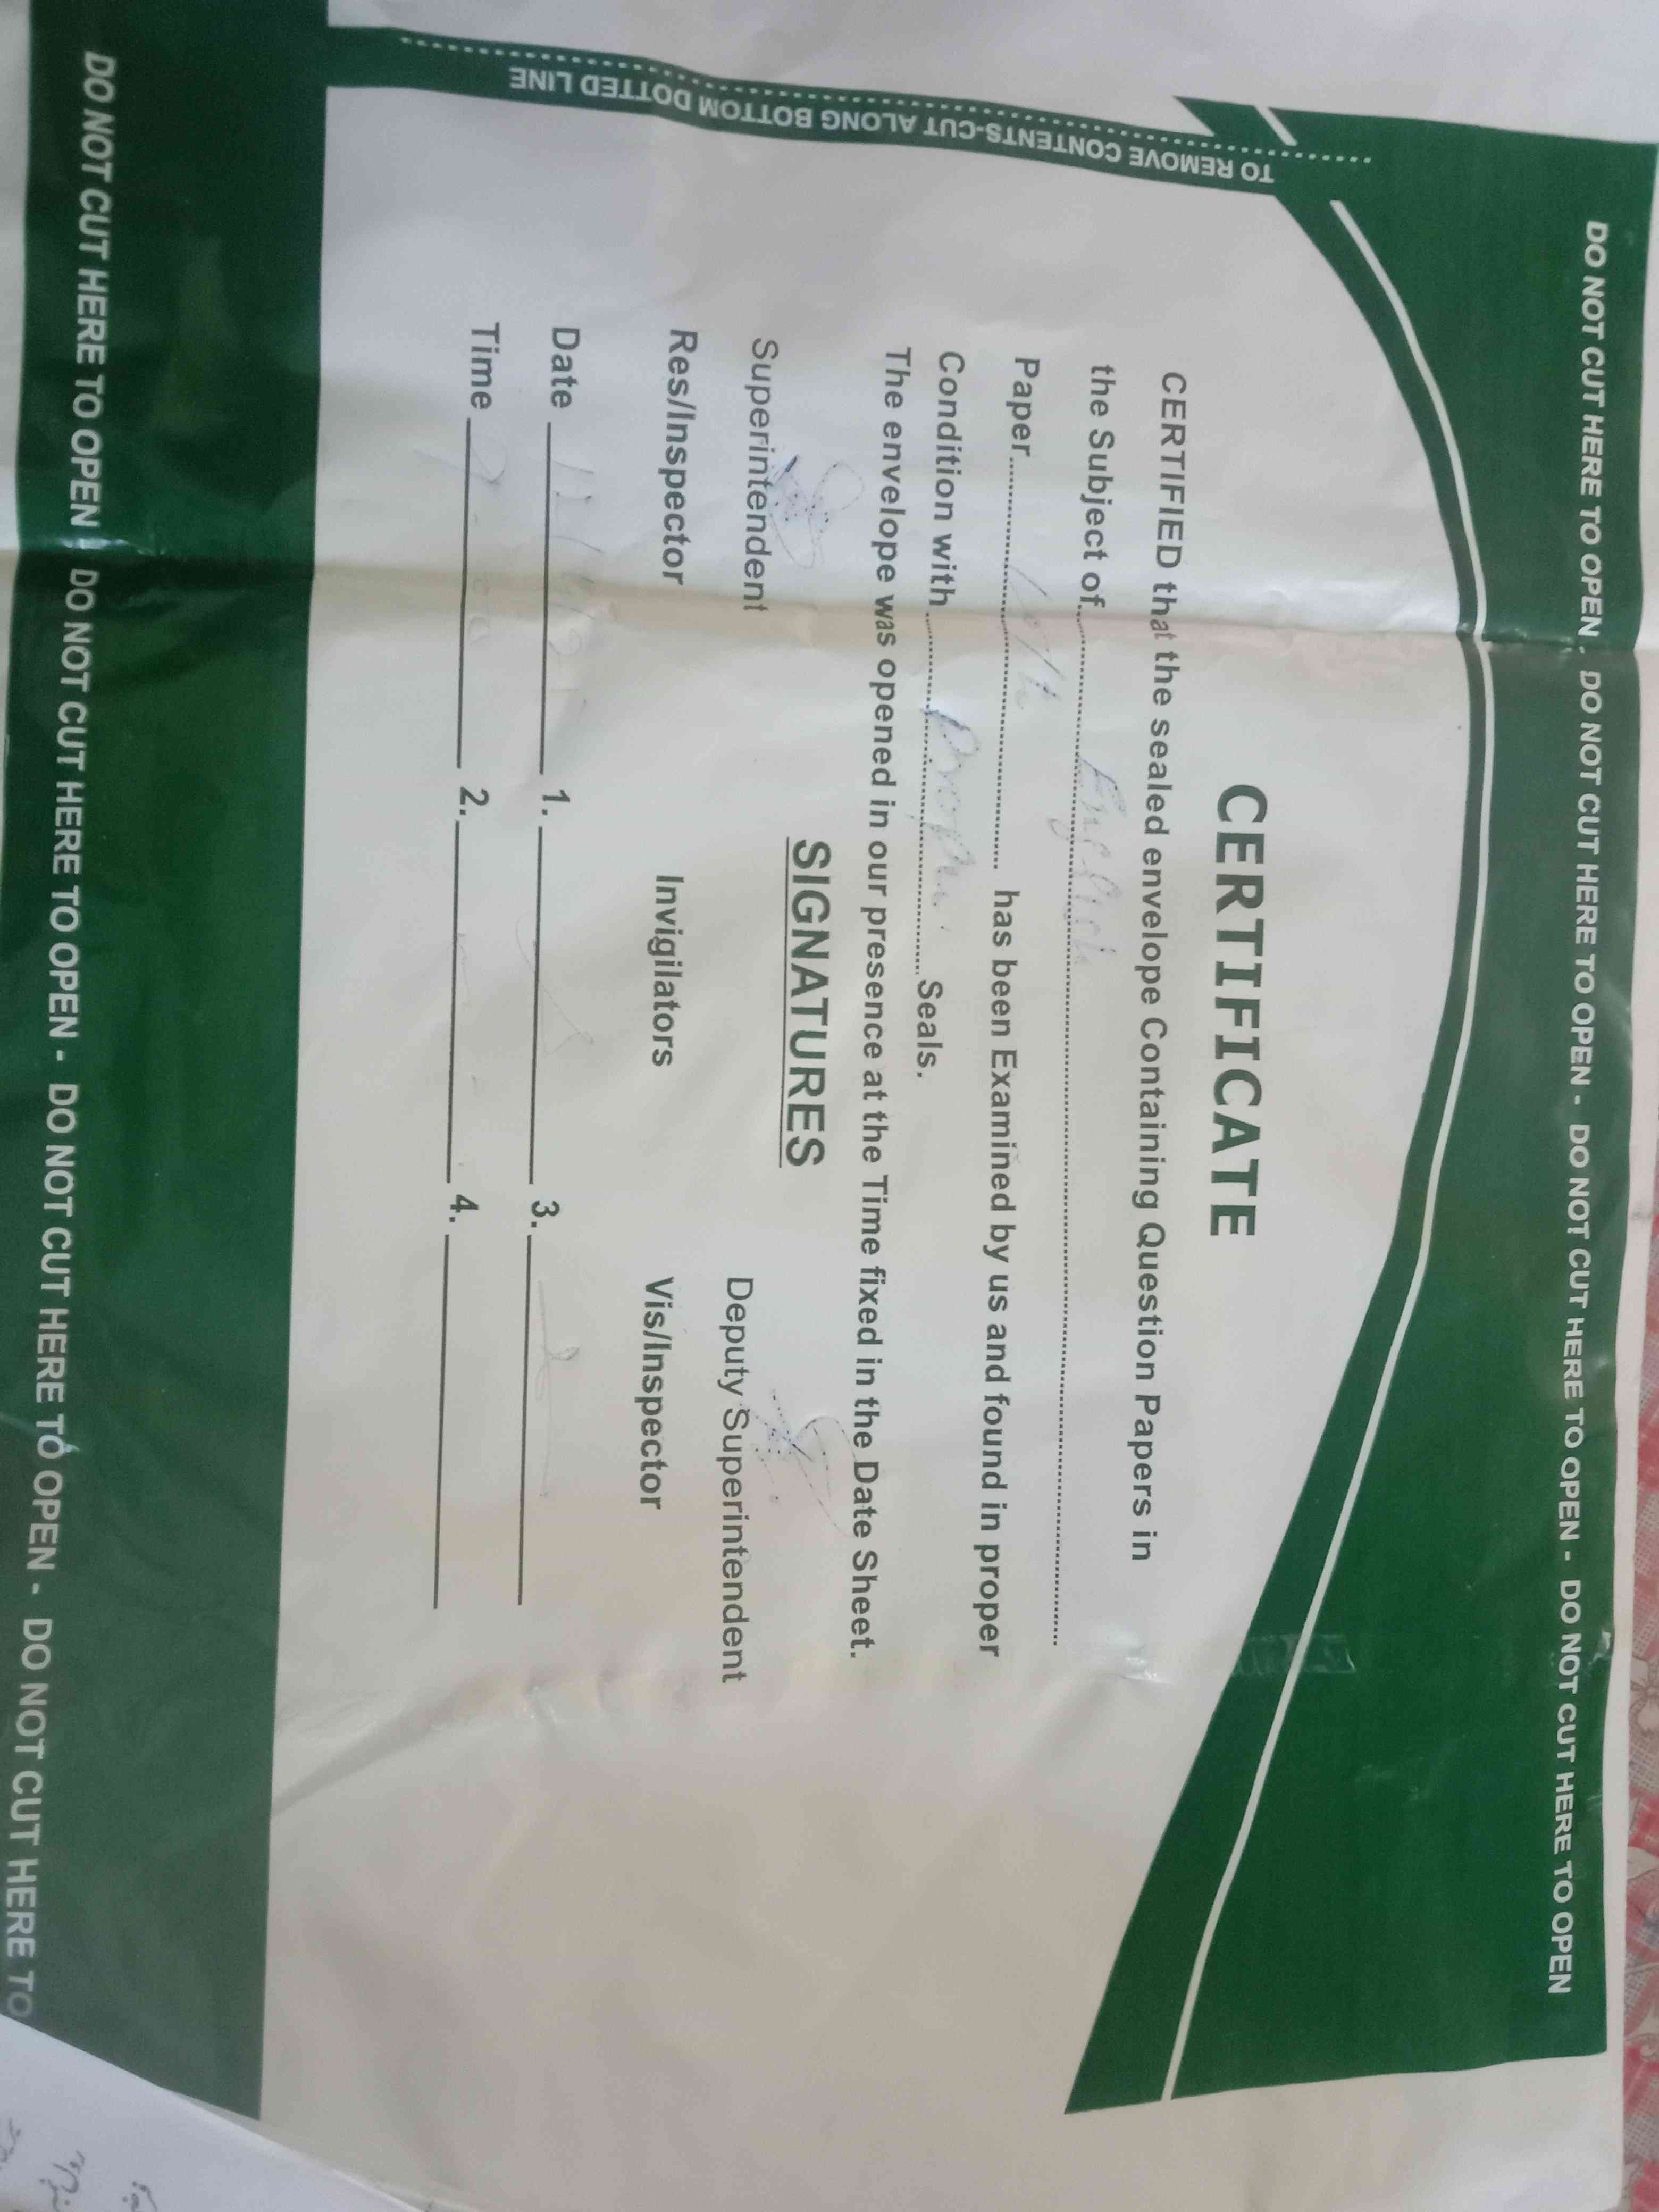 DO NOT CUT HERE TO OPEN - DO NOT CUT HERE TO OPEN - DO NOT CUT HERE TO OPEN - DO NOT CUT HERE TO OPEN
TO REMOVE CONTENTS-CUT ALONG BOTTOM DOTTED LINE
CERTIFICATE
CERTIFIED that the sealed envelope Containing Question Papers in
the Subject of English
Paper has been Examined by us and found in proper
Condition with Seals.
The envelope was opened in our presence at the Time fixed in the Date Sheet.
SIGNATURES
Superintendent Deputy Superintendent
Res/Inspector Invigilators Vis/Inspector
Date 1. 3.
Time 2. 4.
DO NOT CUT HERE TO OPEN DO NOT CUT HERE TO OPEN - DO NOT CUT HERE TO OPEN - DO NOT CUT HERE TO